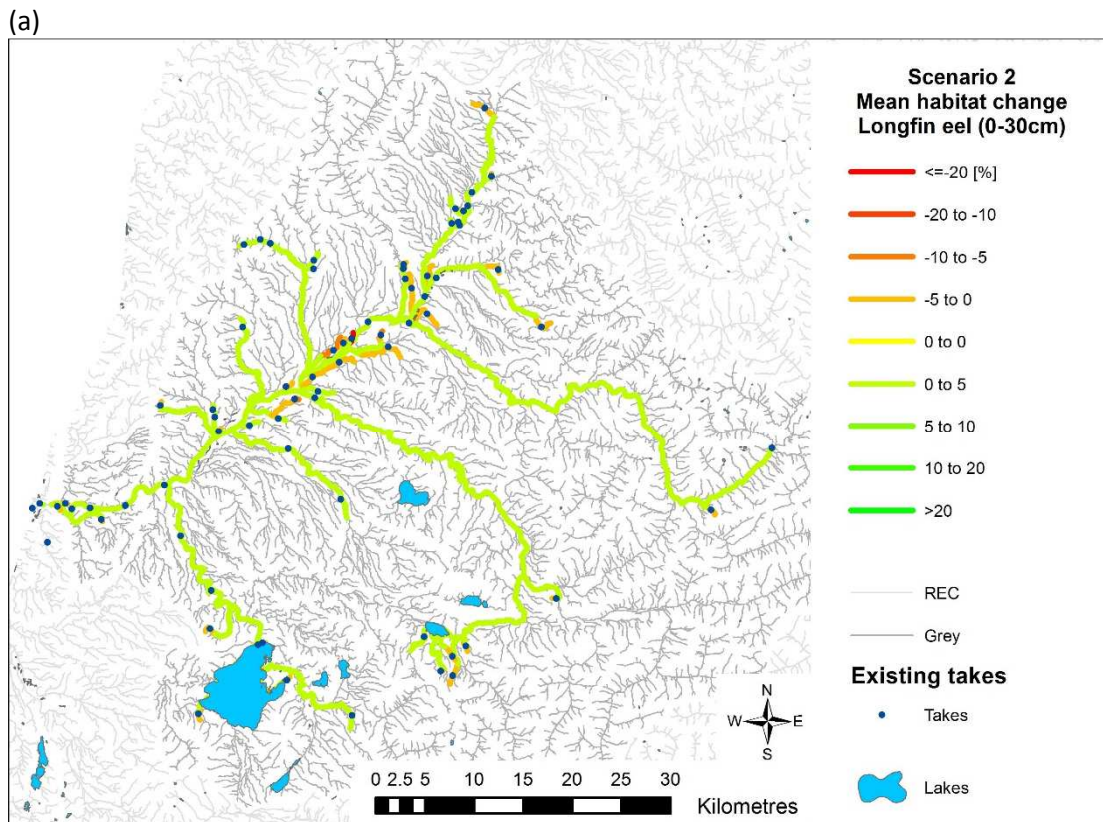 (a)
Scenario 2
Mean habitat change
Longfin eel (0-30cm)
<=-20 [%]
-20 to -10
-10 to -5
-5 to 0
0 to 0
0 to 5
5 to 10
10 to 20
>20
REC
Grey
Existing takes
Takes
Lakes
N
W E
S
0 2.5 5 10 15 20 25 30
Kilometres